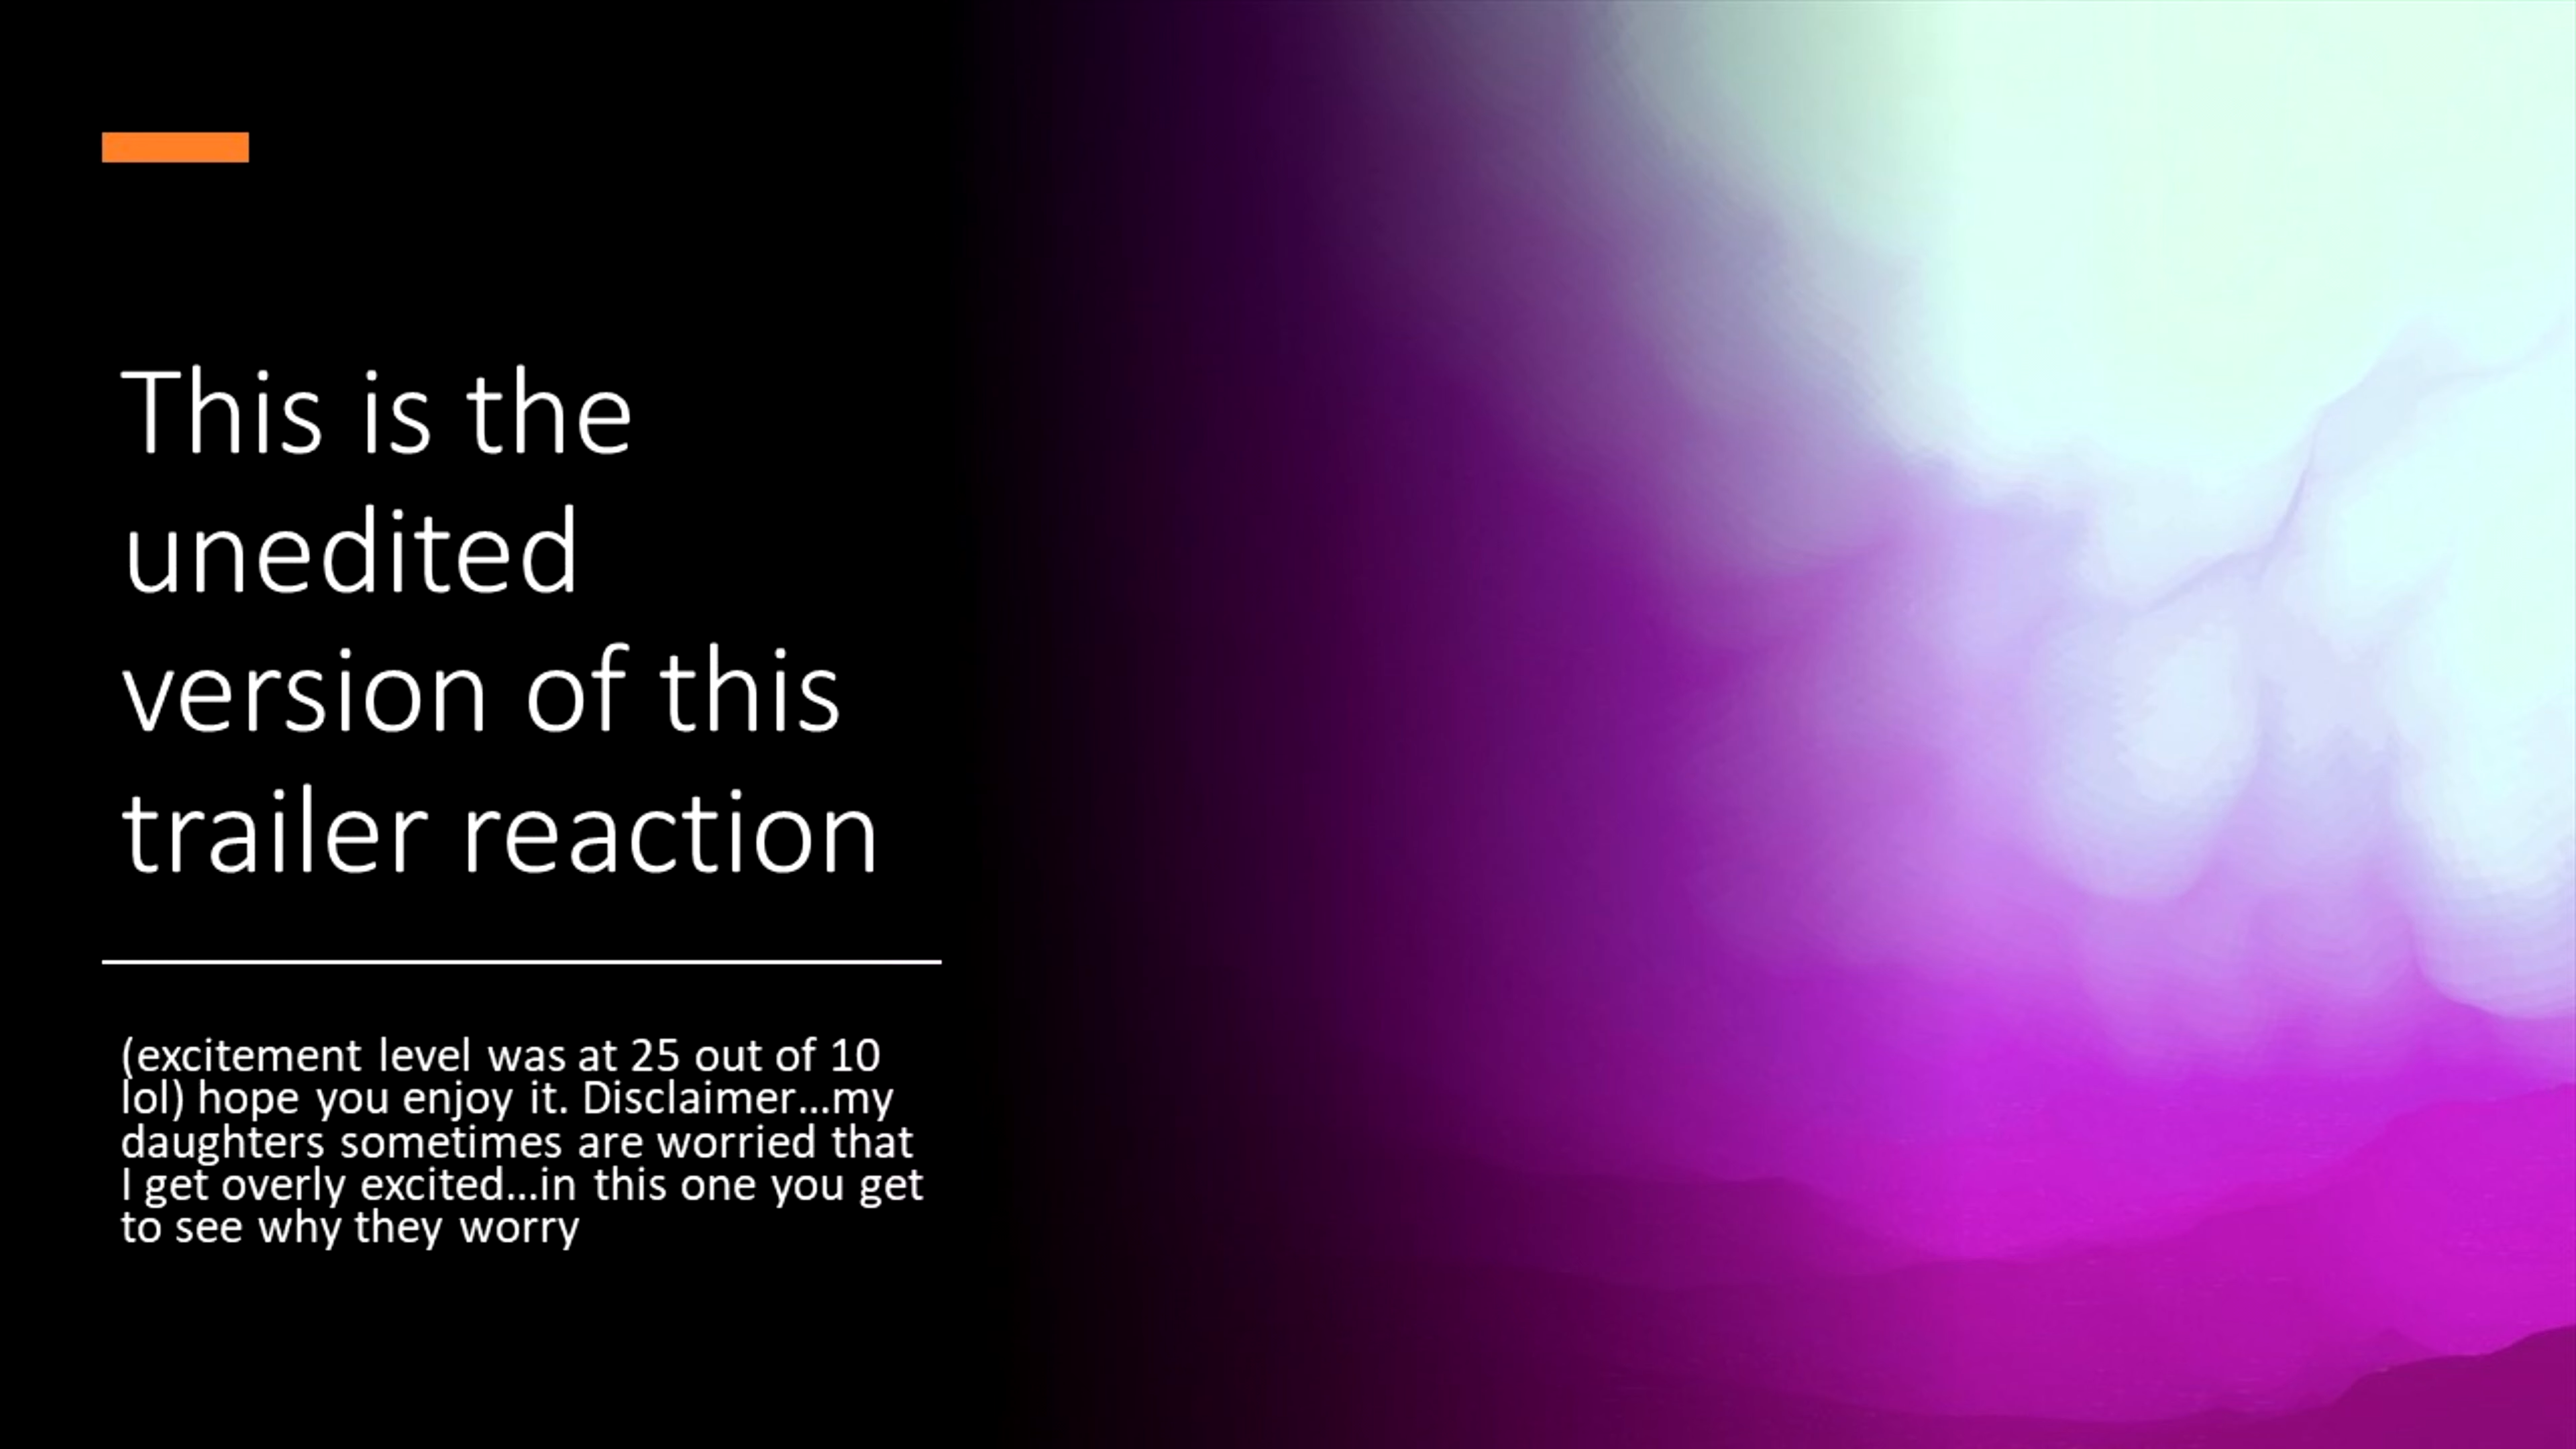 This is the
unedited
version of this
trailer reaction
(excitement level was at 25 out of 10
lol) hope you enjoy it. Disclaimer...my
daughters sometimes are worried that
I get overly excited...in this one you get
to see why they worry